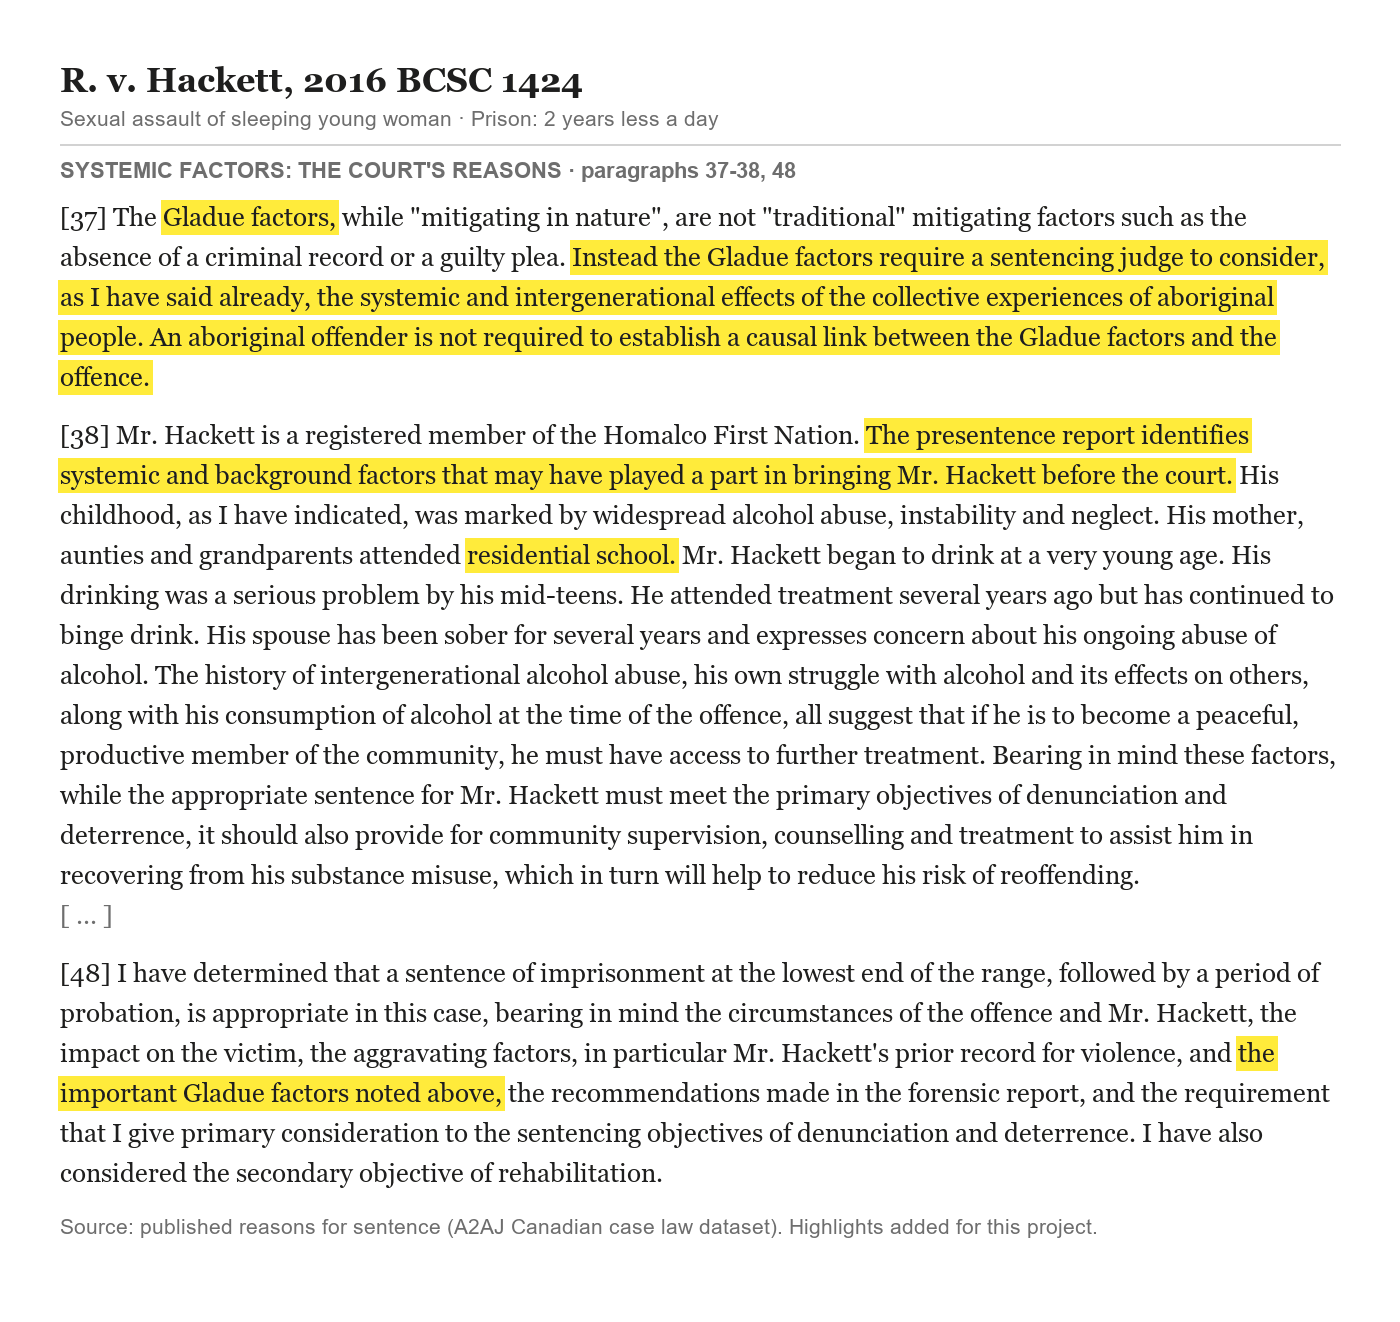 R. v. Hackett, 2016 BCSC 1424
Sexual assault of sleeping young woman · Prison: 2 years less a day
SYSTEMIC FACTORS: THE COURT'S REASONS · paragraphs 37-38, 48
[37] The Gladue factors, while "mitigating in nature", are not "traditional" mitigating factors such as the
absence of a criminal record or a guilty plea. Instead the Gladue factors require a sentencing judge to consider,
as I have said already, the systemic and intergenerational effects of the collective experiences of aboriginal
people. An aboriginal offender is not required to establish a causal link between the Gladue factors and the
offence.
[38] Mr. Hackett is a registered member of the Homalco First Nation. The presentence report identifies
systemic and background factors that may have played a part in bringing Mr. Hackett before the court. His
childhood, as I have indicated, was marked by widespread alcohol abuse, instability and neglect. His mother,
aunties and grandparents attended residential school. Mr. Hackett began to drink at a very young age. His
drinking was a serious problem by his mid-teens. He attended treatment several years ago but has continued to
binge drink. His spouse has been sober for several years and expresses concern about his ongoing abuse of
alcohol. The history of intergenerational alcohol abuse, his own struggle with alcohol and its effects on others,
along with his consumption of alcohol at the time of the offence, all suggest that if he is to become a peaceful,
productive member of the community, he must have access to further treatment. Bearing in mind these factors,
while the appropriate sentence for Mr. Hackett must meet the primary objectives of denunciation and
deterrence, it should also provide for community supervision, counselling and treatment to assist him in
recovering from his substance misuse, which in turn will help to reduce his risk of reoffending.
[ ... ]
[48] I have determined that a sentence of imprisonment at the lowest end of the range, followed by a period of
probation, is appropriate in this case, bearing in mind the circumstances of the offence and Mr. Hackett, the
impact on the victim, the aggravating factors, in particular Mr. Hackett's prior record for violence, and the
important Gladue factors noted above, the recommendations made in the forensic report, and the requirement
that I give primary consideration to the sentencing objectives of denunciation and deterrence. I have also
considered the secondary objective of rehabilitation.
Source: published reasons for sentence (A2AJ Canadian case law dataset). Highlights added for this project.